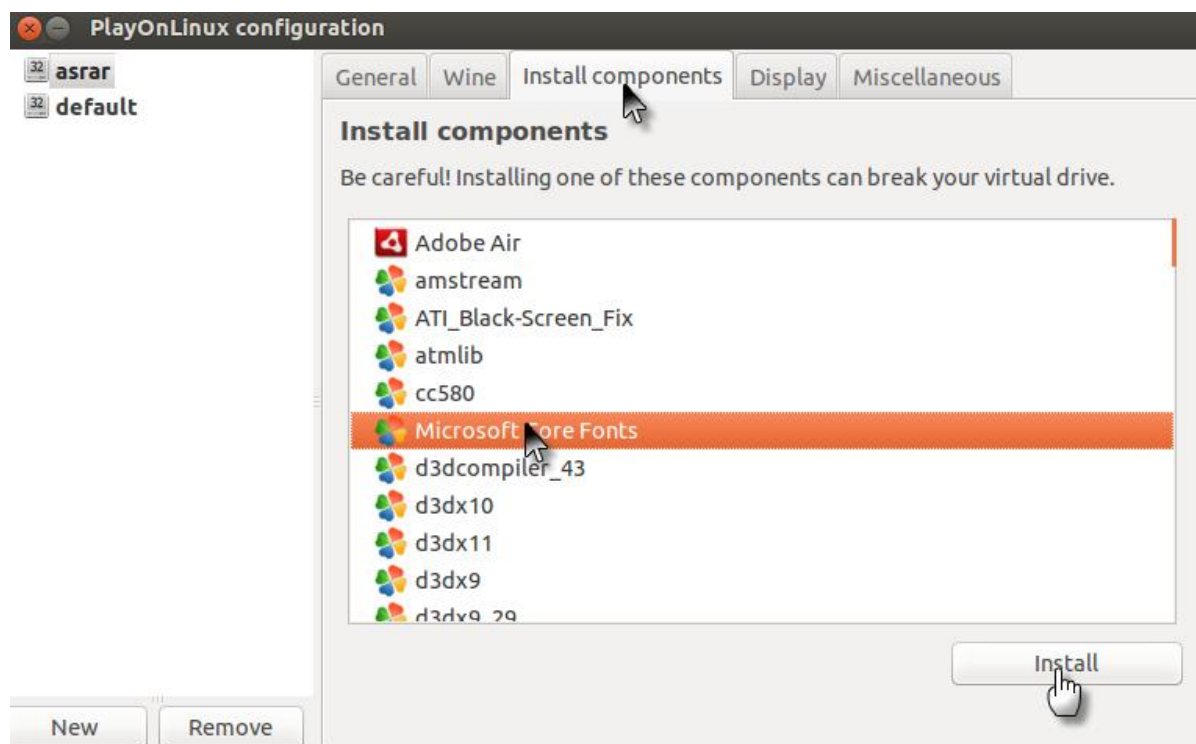 PlayOnLinux configuration
32 asrar
32 default
General Wine Install components Display Miscellaneous
Install components
Be careful! Installing one of these components can break your virtual drive.
Adobe Air
amstream
ATI_Black-Screen_Fix
atmlib
cc580
Microsoft Core Fonts
d3dcompiler_43
d3dx10
d3dx11
d3dx9
d3dx9_29
Install
New Remove